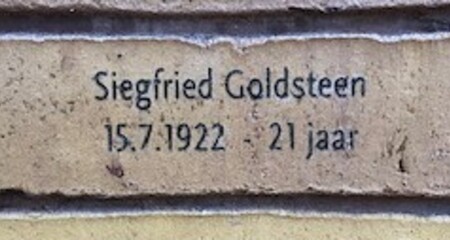 Siegfried Goldsteen
15.7.1922 - 21 jaar